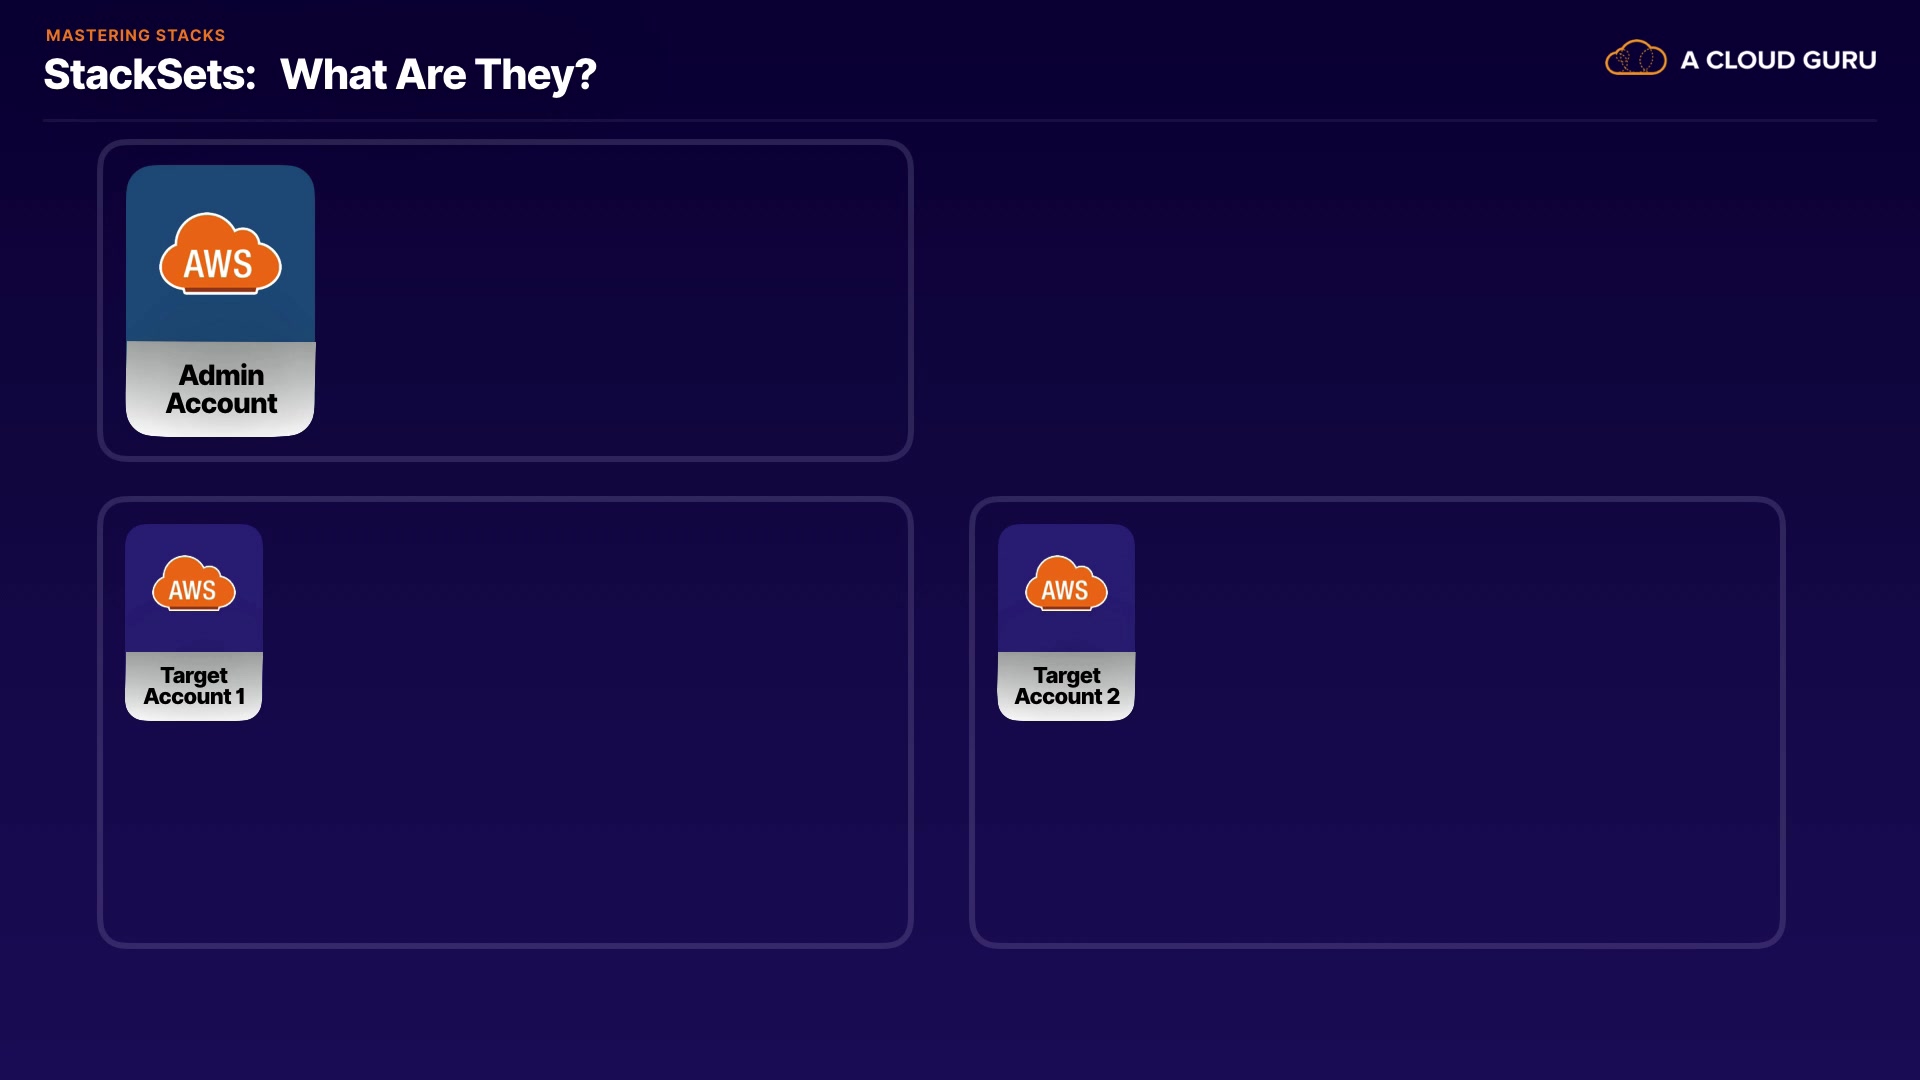 MASTERING STACKS
StackSets: What Are They?
A CLOUD GURU
AWS
Admin
Account
AWS
Target
Account 1
AWS
Target
Account 2